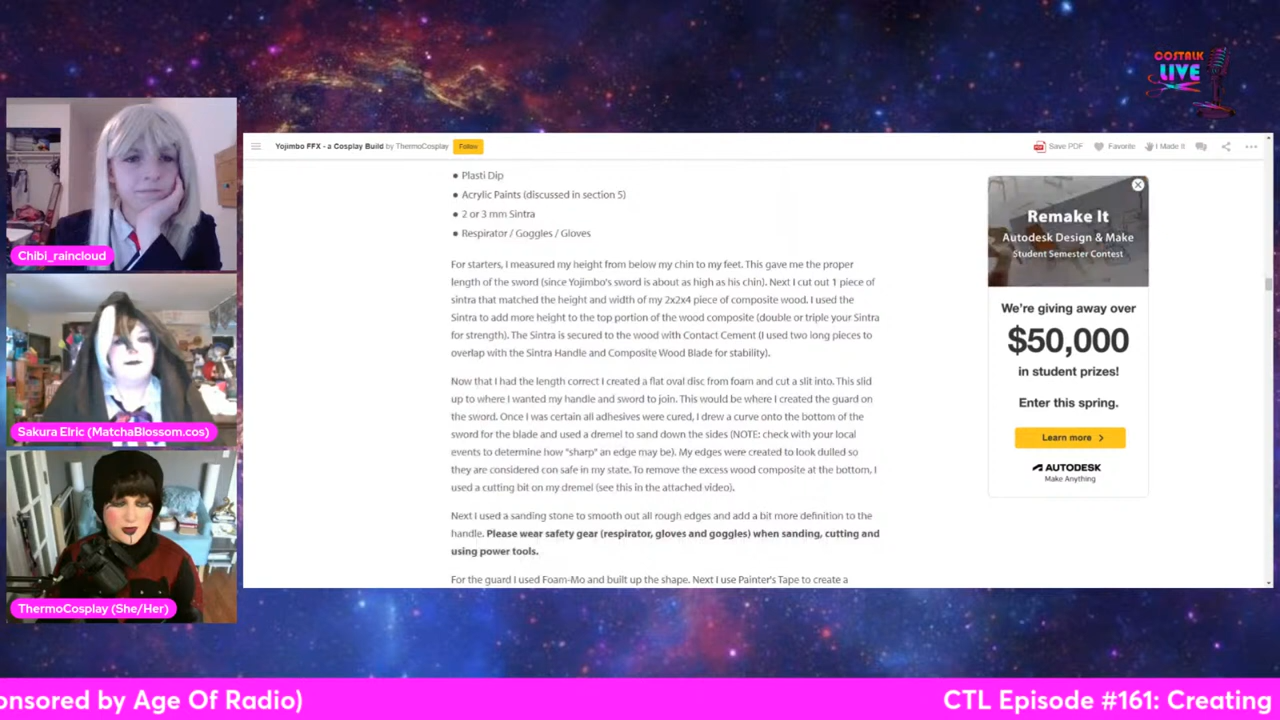 COSTALK
LIVE
Chibi_raincloud
Sakura Elric (MatchaBlossom.cos)
ThermoCosplay (She/Her)
Yojimbo FFX - a Cosplay Build by ThermoCosplay
Follow
Save PDF
Favorite
I Made It
● Plasti Dip
● Acrylic Paints (discussed in section 5)
● 2 or 3 mm Sintra
● Respirator / Goggles / Gloves
For starters, I measured my height from below my chin to my feet. This gave me the proper
length of the sword (since Yojimbo's sword is about as high as his chin). Next I cut out 1 piece of
sintra that matched the height and width of my 2x2x4 piece of composite wood. I used the
Sintra to add more height to the top portion of the wood composite (double or triple your Sintra
for strength). The Sintra is secured to the wood with Contact Cement (I used two long pieces to
overlap with the Sintra Handle and Composite Wood Blade for stability).
Now that I had the length correct I created a flat oval disc from foam and cut a slit into. This slid
up to where I wanted my handle and sword to join. This would be where I created the guard on
the sword. Once I was certain all adhesives were cured, I drew a curve onto the bottom of the
sword for the blade and used a dremel to sand down the sides (NOTE: check with your local
events to determine how "sharp" an edge may be). My edges were created to look dulled so
they are considered con safe in my state. To remove the excess wood composite at the bottom, I
used a cutting bit on my dremel (see this in the attached video).
Next I used a sanding stone to smooth out all rough edges and add a bit more definition to the
handle. Please wear safety gear (respirator, gloves and goggles) when sanding, cutting and
using power tools.
For the guard I used Foam-Mo and built up the shape. Next I use Painter's Tape to create a
Remake It
Autodesk Design & Make
Student Semester Contest
We're giving away over
$50,000
in student prizes!
Enter this spring.
Learn more
AUTODESK
Make Anything
onsored by Age Of Radio)
CTL Episode #161: Creating